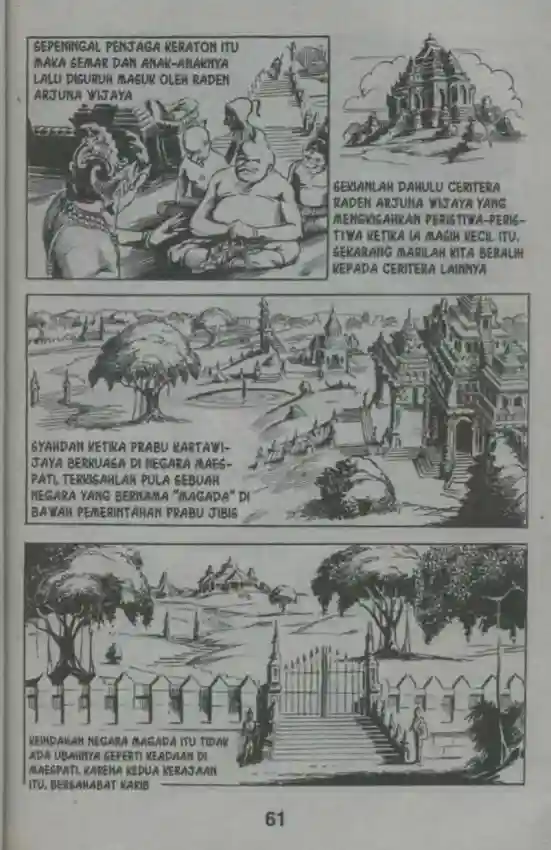 SEPENINGAL PENJAGA KERATON ITU
MAKA SEMAR DAN ANAK-ANAKNYA
LALU DISURUH MASUK OLEH RADEN
ARJUNA WIJAYA
SEKIANLAH DAHULU CERITERA
RADEN ARJUNA WIJAYA YANG
MENGKISAHKAN PERISTIWA-PERIS-
TIWA KETIKA IA MASIH KECIL ITU.
SEKARANG MARILAH KITA BERALIH
KEPADA CERITERA LAINNYA
SYAHDAN KETIKA PRABU KARTAWI-
JAYA BERKUASA DI NEGARA MAES-
PATI, TERKISAHLAH PULA SEBUAH
NEGARA YANG BERNAMA "MAGADA" DI
BAWAH PEMERINTAHAN PRABU JIBIS
KEINDAHAN NEGARA MAGADA ITU TIDAK
ADA UBAHNYA SEPERTI KEADAAN DI
MAESPATI. KARENA KEDUA KERAJAAN
ITU, BERSAHABAT KARIB
61